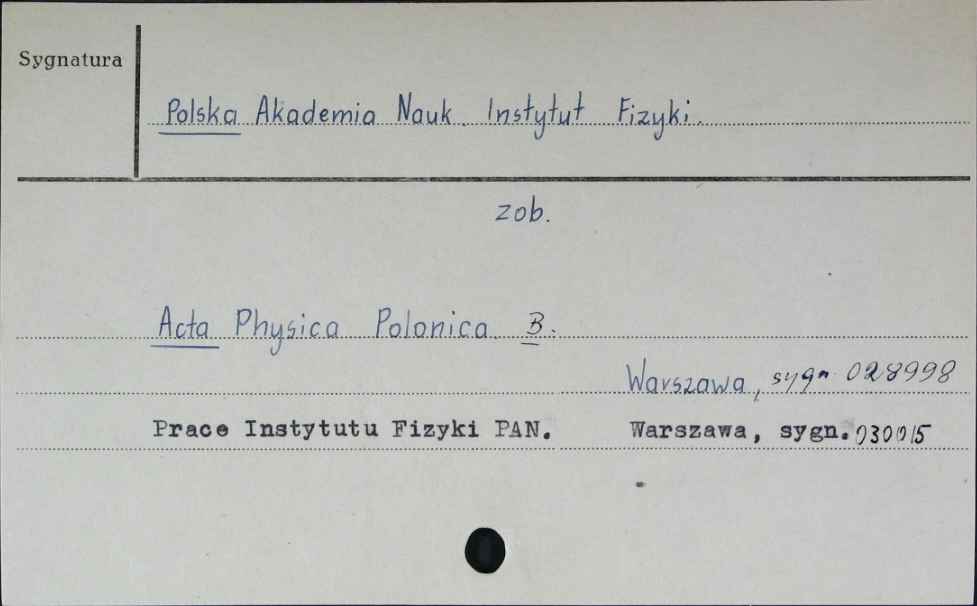 Sygnatura
Polska Akademia Nauk. Instytut Fizyki.
zob.
Acta Physica Polonica. B.
Warszawa, sygn. 028998
Prace Instytutu Fizyki PAN. Warszawa, sygn. 030015